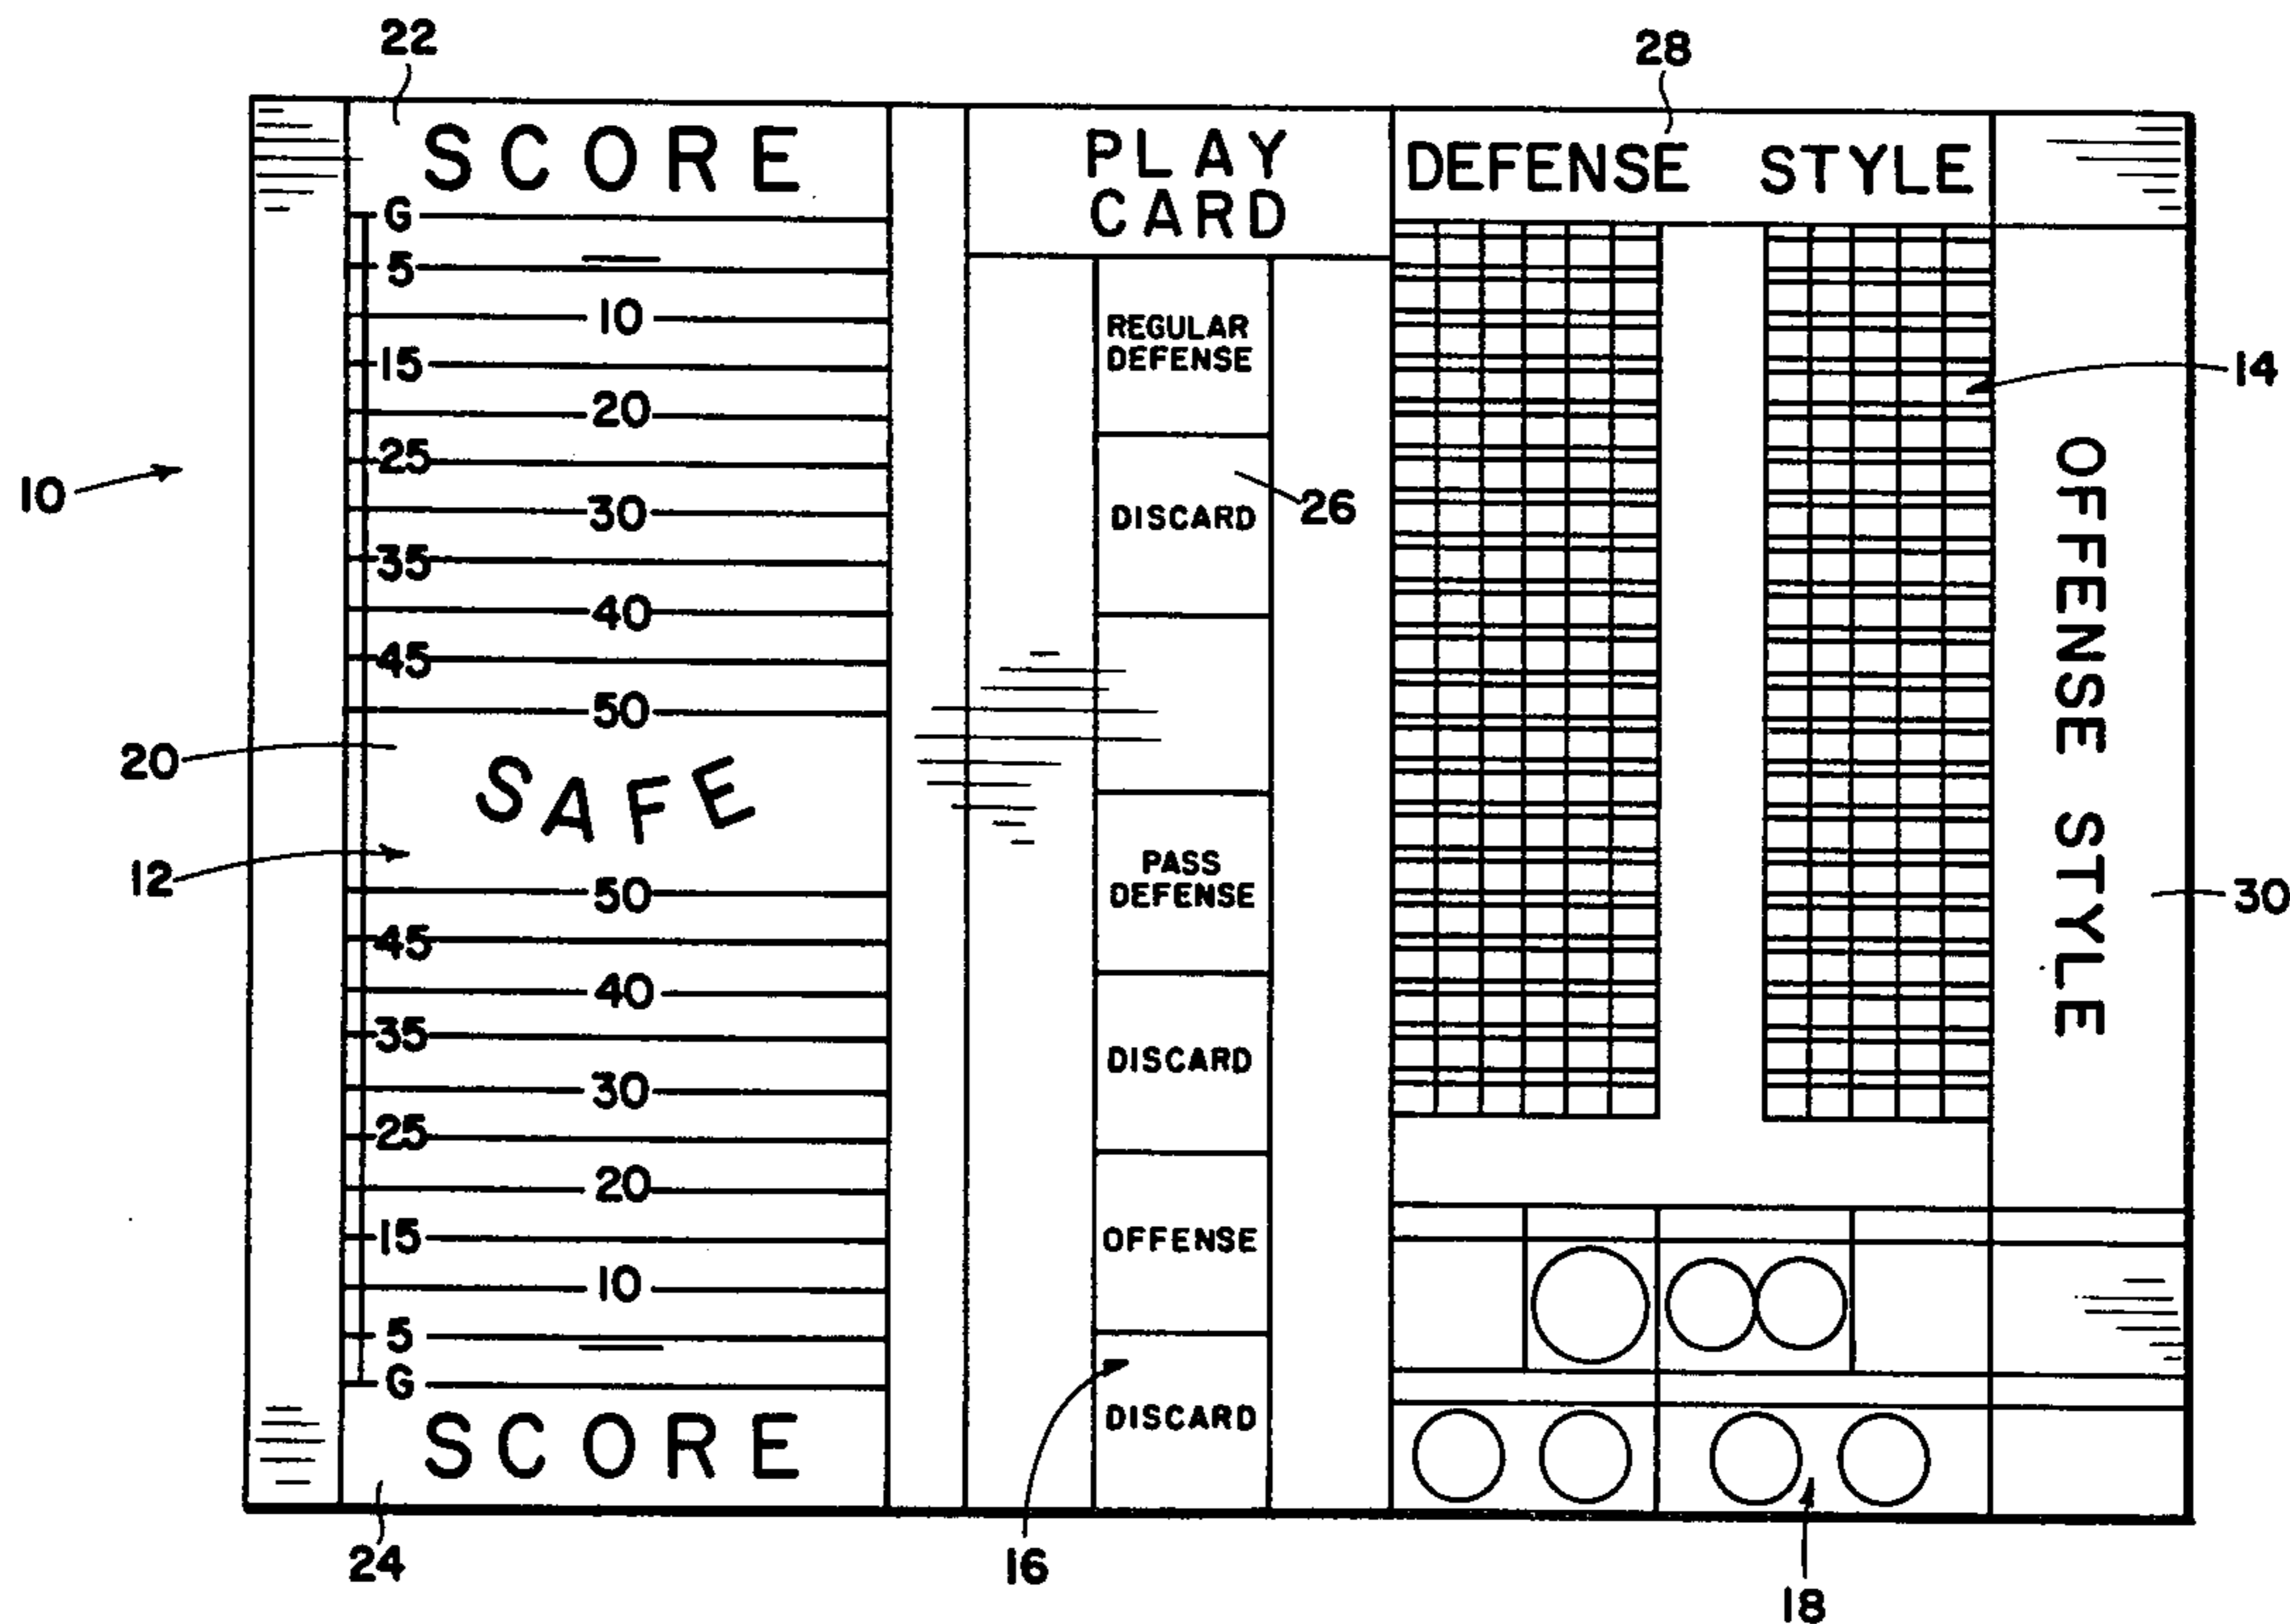 22
28
SCORE
PLAY
CARD
DEFENSE STYLE
G
5
10
15
20
25
30
35
40
45
50
SAFE
50
45
40
35
30
25
20
15
10
5
G
SCORE
REGULAR
DEFENSE
DISCARD
PASS
DEFENSE
DISCARD
OFFENSE
DISCARD
OFFENSE STYLE
10
20
12
24
26
16
14
30
18